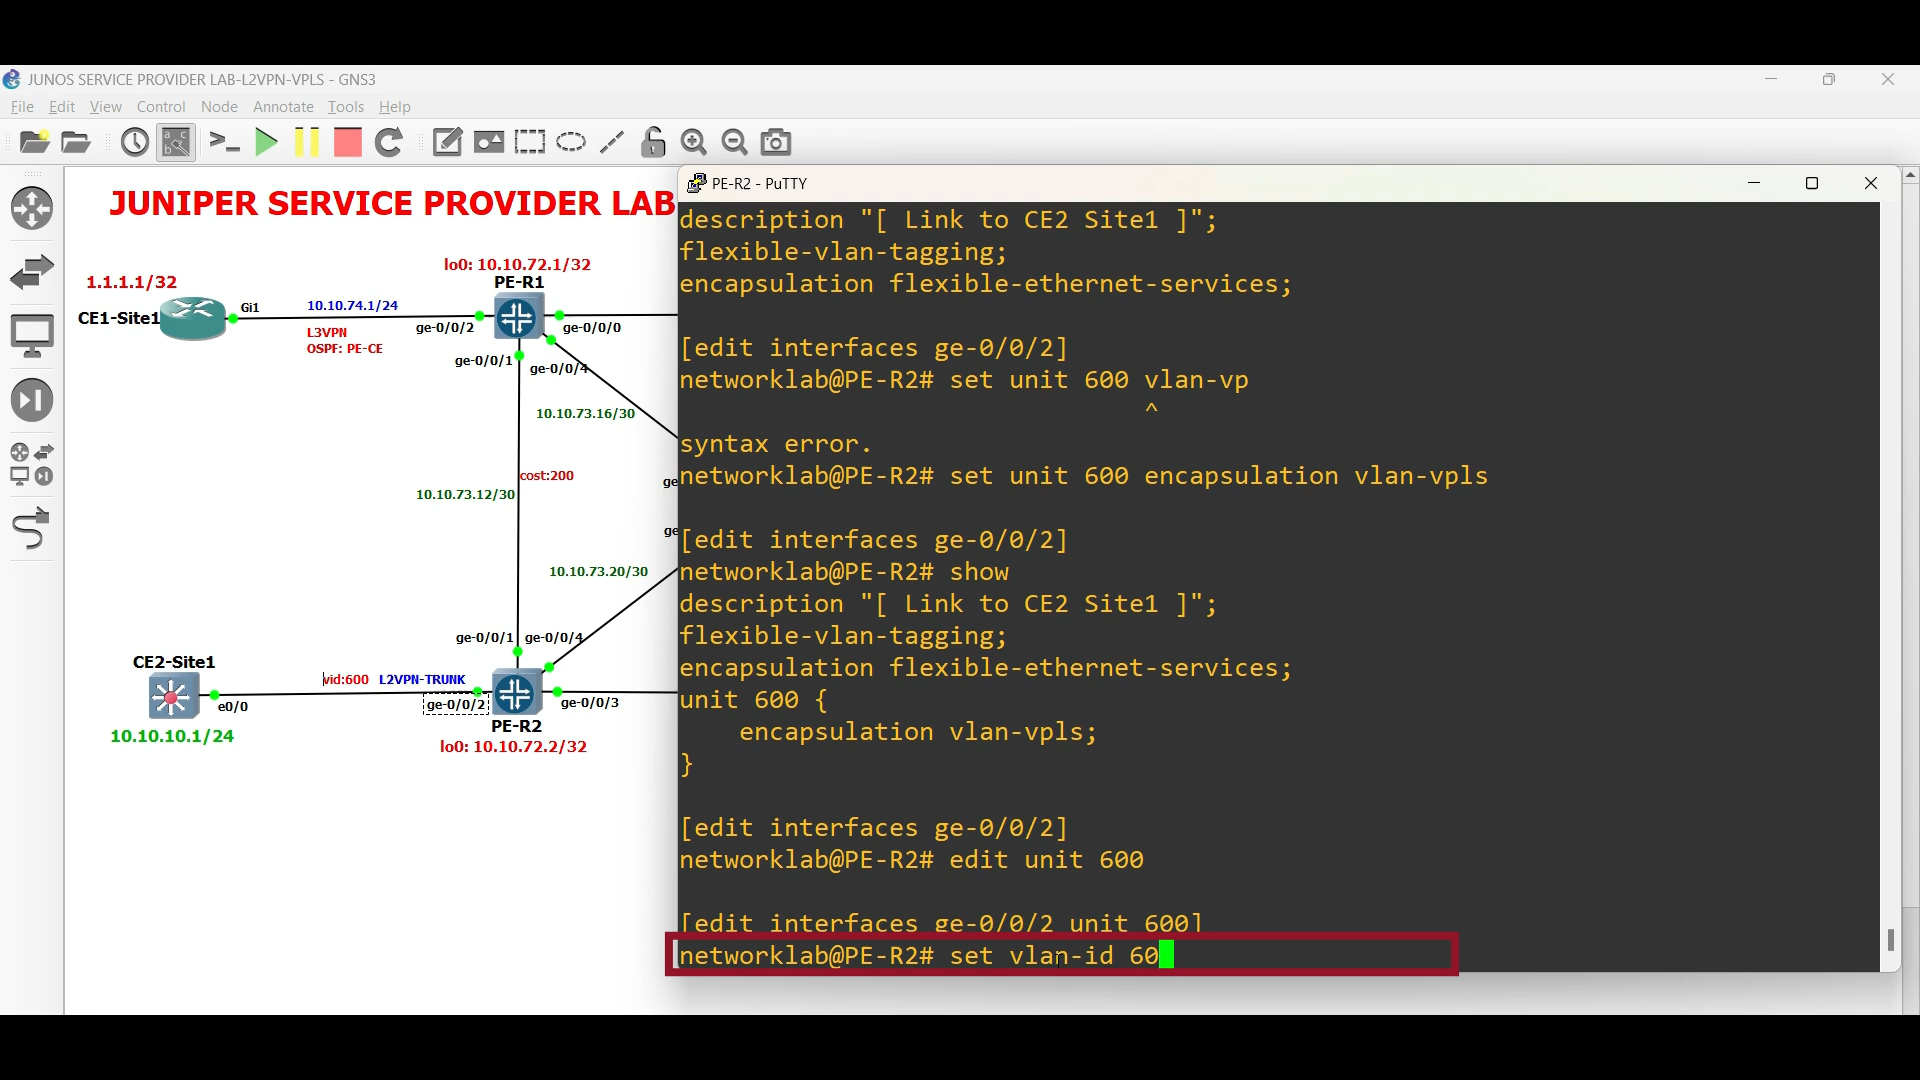 JUNOS SERVICE PROVIDER LAB-L2VPN-VPLS - GNS3
File Edit View Control Node Annotate Tools Help
JUNIPER SERVICE PROVIDER LAB
lo0: 10.10.72.1/32
PE-R1
1.1.1.1/32
CE1-Site1
Gi1
10.10.74.1/24
L3VPN
OSPF: PE-CE
ge-0/0/2
ge-0/0/0
ge-0/0/1
ge-0/0/4
10.10.73.16/30
cost:200
10.10.73.12/30
ge
ge
10.10.73.20/30
ge-0/0/1
ge-0/0/4
CE2-Site1
vid:600 L2VPN-TRUNK
e0/0
ge-0/0/2
ge-0/0/3
10.10.10.1/24
PE-R2
lo0: 10.10.72.2/32
PE-R2 - PuTTY
description "[ Link to CE2 Site1 ]";
flexible-vlan-tagging;
encapsulation flexible-ethernet-services;
[edit interfaces ge-0/0/2]
networklab@PE-R2# set unit 600 vlan-vp
^
syntax error.
networklab@PE-R2# set unit 600 encapsulation vlan-vpls
[edit interfaces ge-0/0/2]
networklab@PE-R2# show
description "[ Link to CE2 Site1 ]";
flexible-vlan-tagging;
encapsulation flexible-ethernet-services;
unit 600 {
encapsulation vlan-vpls;
}
[edit interfaces ge-0/0/2]
networklab@PE-R2# edit unit 600
[edit interfaces ge-0/0/2 unit 600]
networklab@PE-R2# set vlan-id 60